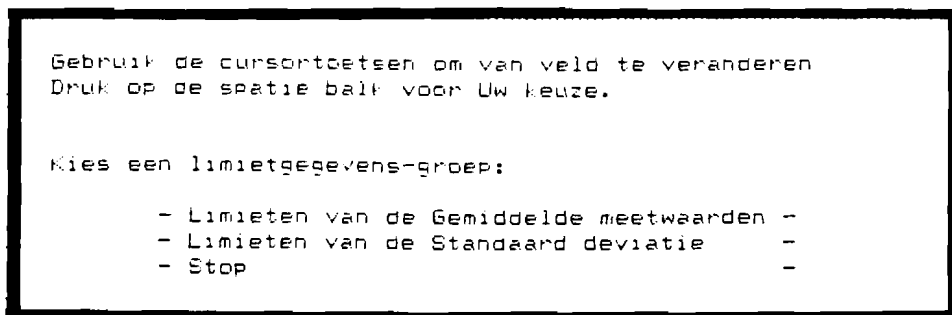 Gebruik de cursortoetsen om van veld te veranderen
Druk op de spatie balk voor Uw keuze.
Kies een limietgegevens-groep:
- Limieten van de Gemiddelde meetwaarden -
- Limieten van de Standaard deviatie -
- Stop -